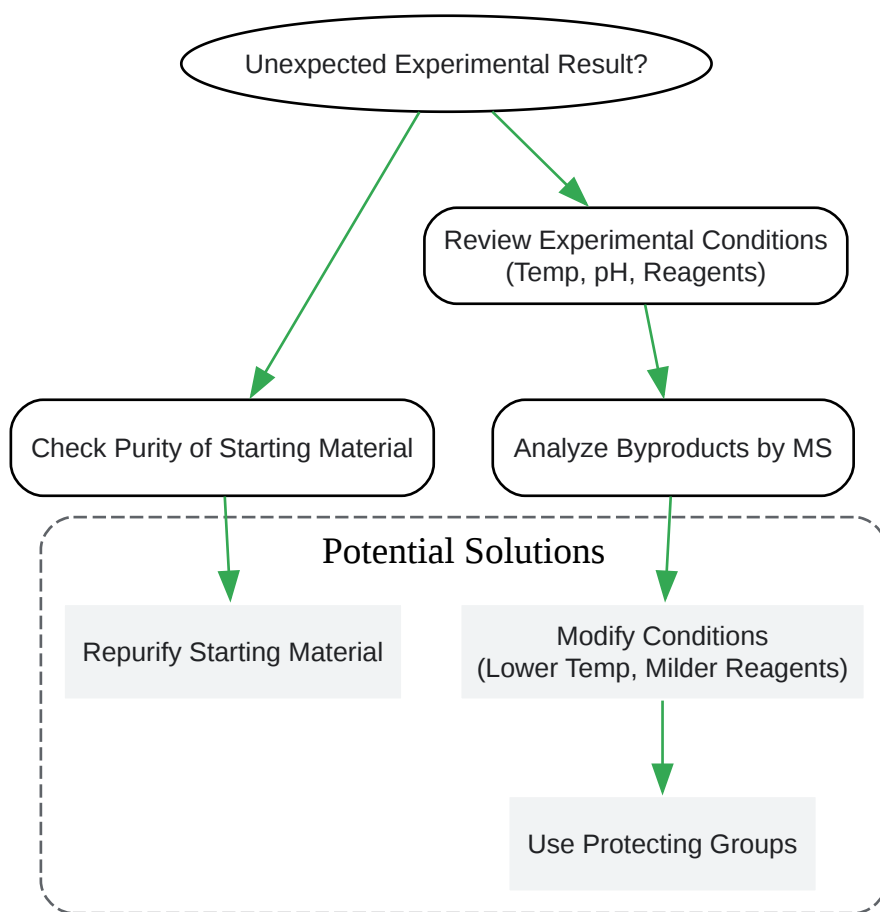 Unexpected Experimental Result?
Review Experimental Conditions
(Temp, pH, Reagents)
Check Purity of Starting Material
Analyze Byproducts by MS
Potential Solutions
Repurify Starting Material
Modify Conditions
(Lower Temp, Milder Reagents)
Use Protecting Groups